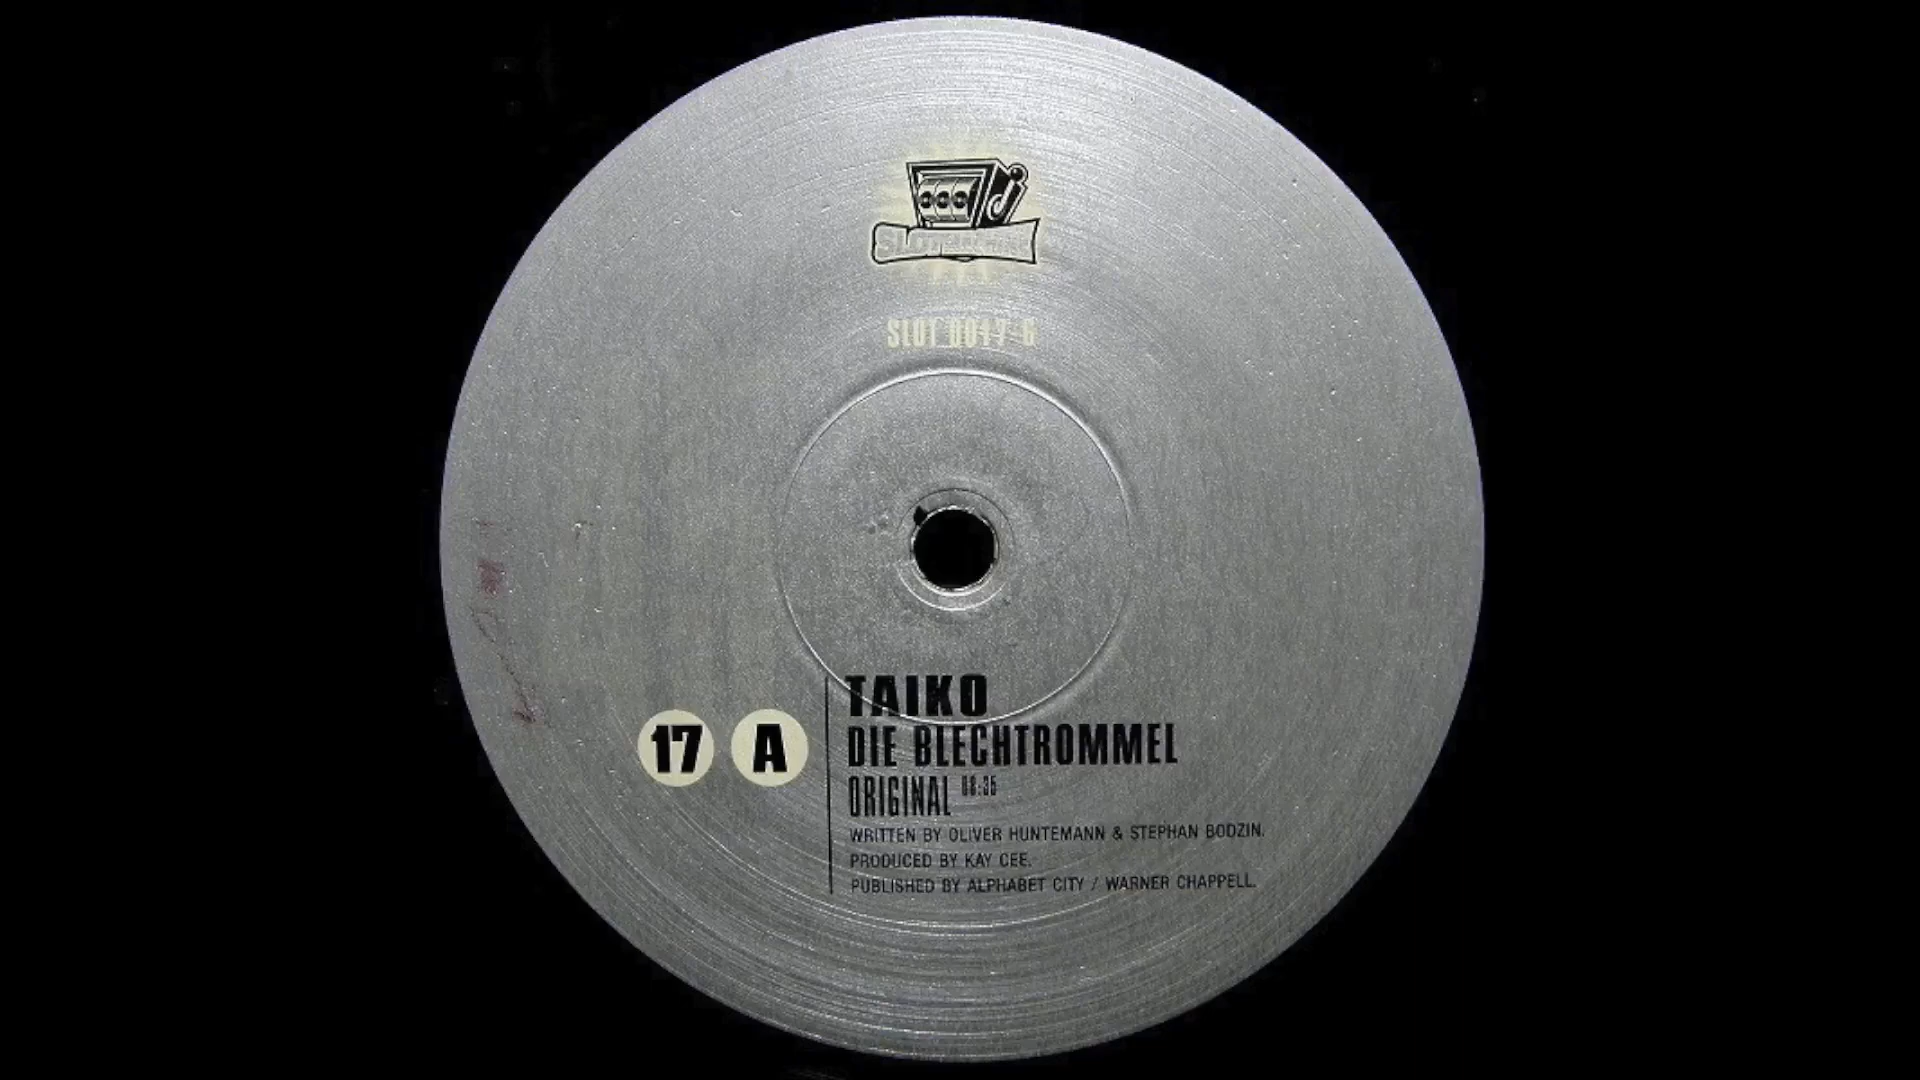 SLOTMACHINE
SLOT 0017-6
17 A
TAIKO
DIE BLECHTROMMEL
ORIGINAL 08:35
WRITTEN BY OLIVER HUNTEMANN & STEPHAN BODZIN.
PRODUCED BY KAY CEE.
PUBLISHED BY ALPHABET CITY / WARNER CHAPPELL.